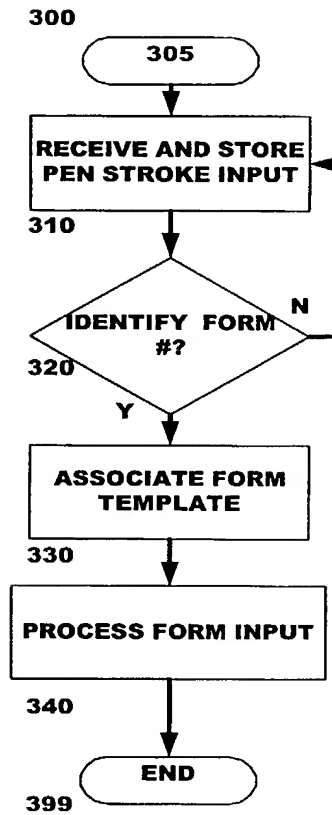 300
305
RECEIVE AND STORE
PEN STROKE INPUT
310
IDENTIFY FORM
#?
N
320
Y
ASSOCIATE FORM
TEMPLATE
330
PROCESS FORM INPUT
340
END
399